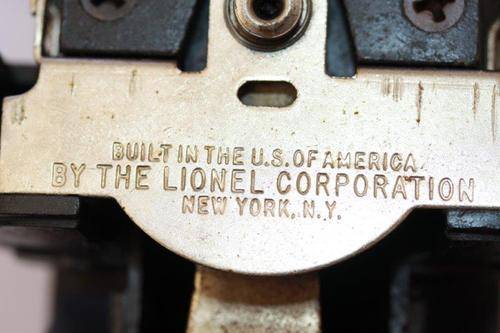 BUILT IN THE U.S. OF AMERICA
BY THE LIONEL CORPORATION
NEW YORK, N.Y.